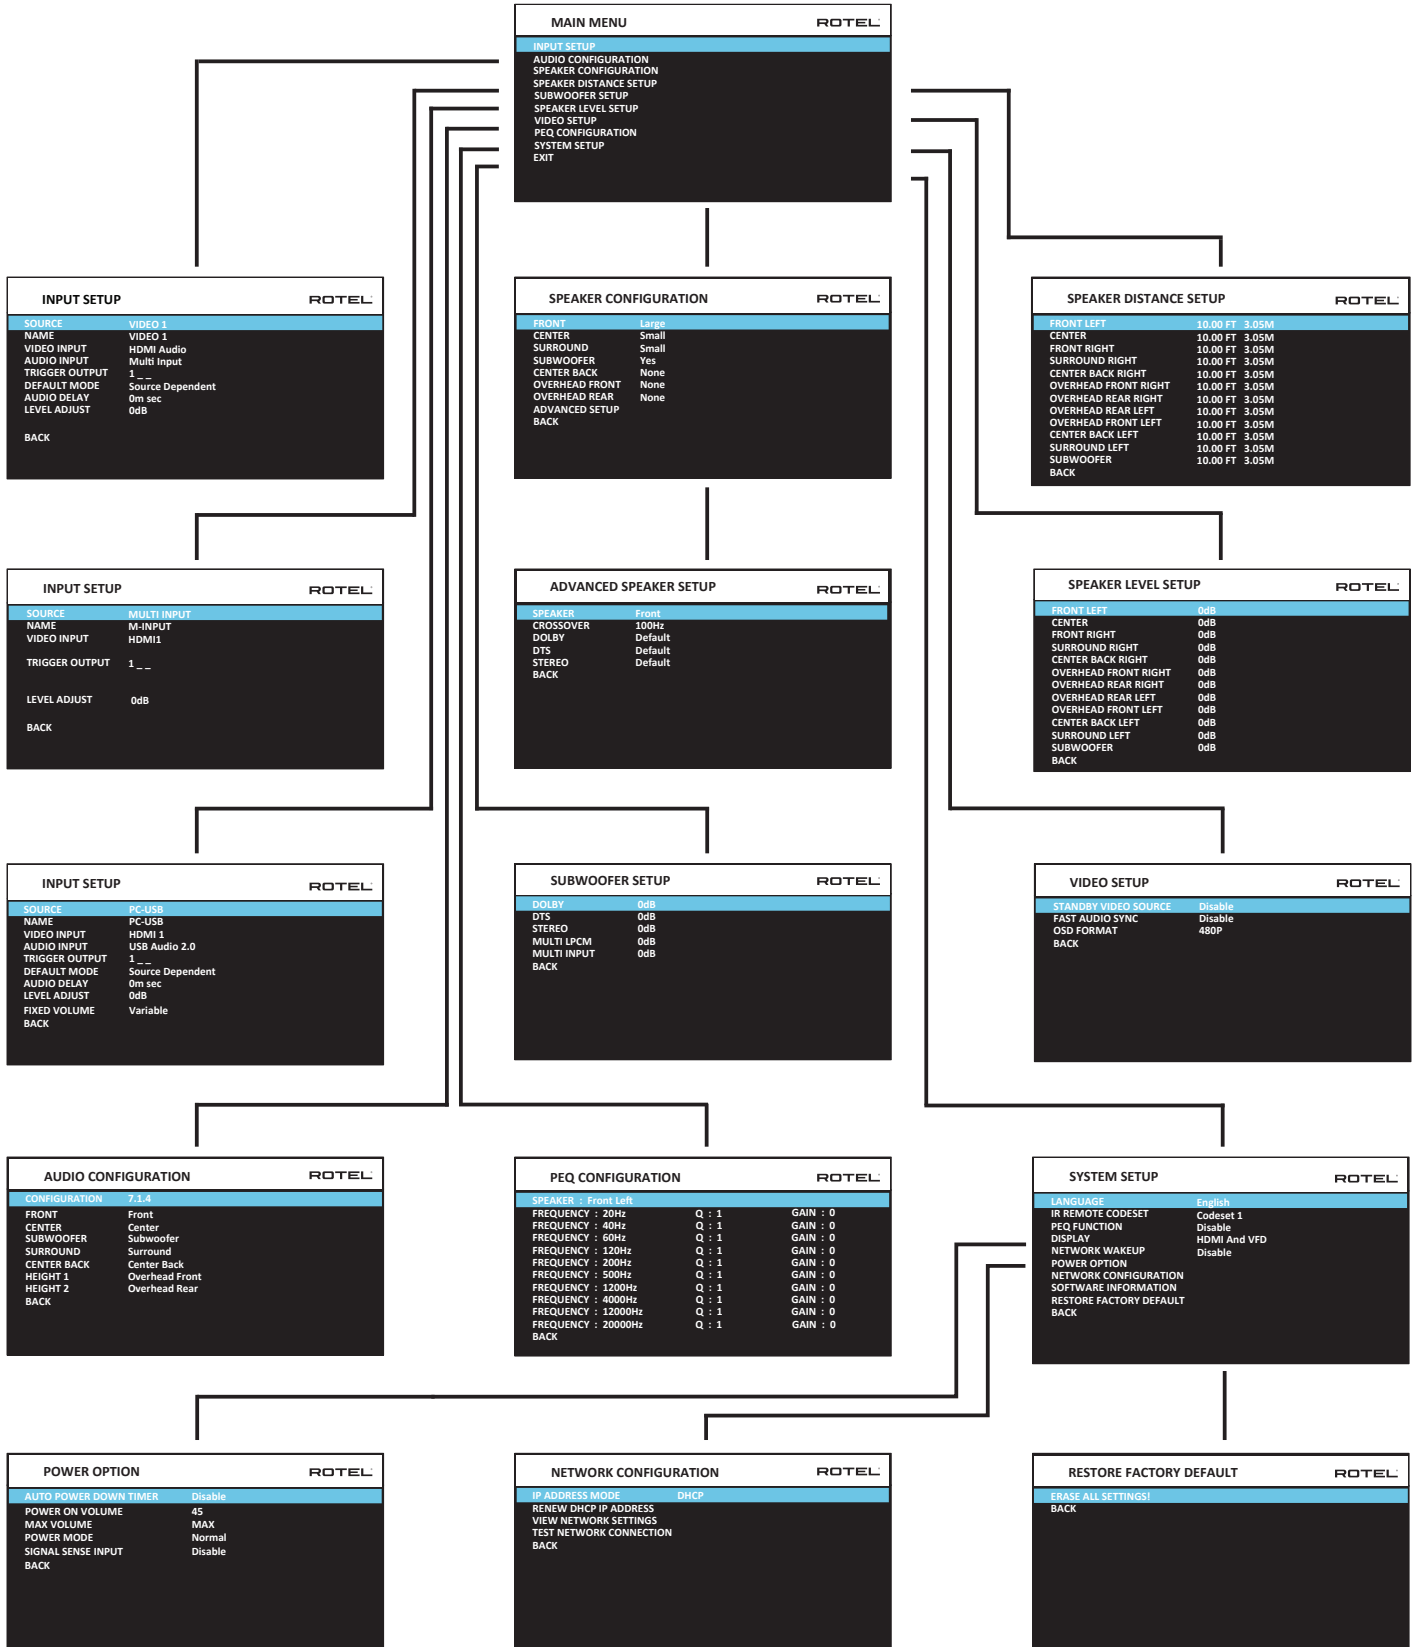 MAIN MENU ROTEL
INPUT SETUP
AUDIO CONFIGURATION
SPEAKER CONFIGURATION
SPEAKER DISTANCE SETUP
SUBWOOFER SETUP
SPEAKER LEVEL SETUP
VIDEO SETUP
PEQ CONFIGURATION
SYSTEM SETUP
EXIT
INPUT SETUP ROTEL
SOURCE VIDEO 1
NAME VIDEO 1
VIDEO INPUT HDMI Audio
AUDIO INPUT Multi Input
TRIGGER OUTPUT 1 _ _
DEFAULT MODE Source Dependent
AUDIO DELAY 0m sec
LEVEL ADJUST 0dB
BACK
SPEAKER CONFIGURATION ROTEL
FRONT Large
CENTER Small
SURROUND Small
SUBWOOFER Yes
CENTER BACK None
OVERHEAD FRONT None
OVERHEAD REAR None
ADVANCED SETUP
BACK
SPEAKER DISTANCE SETUP ROTEL
FRONT LEFT 10.00 FT 3.05M
CENTER 10.00 FT 3.05M
FRONT RIGHT 10.00 FT 3.05M
SURROUND RIGHT 10.00 FT 3.05M
CENTER BACK RIGHT 10.00 FT 3.05M
OVERHEAD FRONT RIGHT 10.00 FT 3.05M
OVERHEAD REAR RIGHT 10.00 FT 3.05M
OVERHEAD REAR LEFT 10.00 FT 3.05M
OVERHEAD FRONT LEFT 10.00 FT 3.05M
CENTER BACK LEFT 10.00 FT 3.05M
SURROUND LEFT 10.00 FT 3.05M
SUBWOOFER 10.00 FT 3.05M
BACK
INPUT SETUP ROTEL
SOURCE MULTI INPUT
NAME M-INPUT
VIDEO INPUT HDMI1
TRIGGER OUTPUT 1 _ _
LEVEL ADJUST 0dB
BACK
ADVANCED SPEAKER SETUP ROTEL
SPEAKER Front
CROSSOVER 100Hz
DOLBY Default
DTS Default
STEREO Default
BACK
SPEAKER LEVEL SETUP ROTEL
FRONT LEFT 0dB
CENTER 0dB
FRONT RIGHT 0dB
SURROUND RIGHT 0dB
CENTER BACK RIGHT 0dB
OVERHEAD FRONT RIGHT 0dB
OVERHEAD REAR RIGHT 0dB
OVERHEAD REAR LEFT 0dB
OVERHEAD FRONT LEFT 0dB
CENTER BACK LEFT 0dB
SURROUND LEFT 0dB
SUBWOOFER 0dB
BACK
INPUT SETUP ROTEL
SOURCE PC-USB
NAME PC-USB
VIDEO INPUT HDMI 1
AUDIO INPUT USB Audio 2.0
TRIGGER OUTPUT 1 _ _
DEFAULT MODE Source Dependent
AUDIO DELAY 0m sec
LEVEL ADJUST 0dB
FIXED VOLUME Variable
BACK
SUBWOOFER SETUP ROTEL
DOLBY 0dB
DTS 0dB
STEREO 0dB
MULTI LPCM 0dB
MULTI INPUT 0dB
BACK
VIDEO SETUP ROTEL
STANDBY VIDEO SOURCE Disable
FAST AUDIO SYNC Disable
OSD FORMAT 480P
BACK
AUDIO CONFIGURATION ROTEL
CONFIGURATION 7.1.4
FRONT Front
CENTER Center
SUBWOOFER Subwoofer
SURROUND Surround
CENTER BACK Center Back
HEIGHT 1 Overhead Front
HEIGHT 2 Overhead Rear
BACK
PEQ CONFIGURATION ROTEL
SPEAKER : Front Left
FREQUENCY : 20Hz Q : 1 GAIN : 0
FREQUENCY : 40Hz Q : 1 GAIN : 0
FREQUENCY : 60Hz Q : 1 GAIN : 0
FREQUENCY : 120Hz Q : 1 GAIN : 0
FREQUENCY : 200Hz Q : 1 GAIN : 0
FREQUENCY : 500Hz Q : 1 GAIN : 0
FREQUENCY : 1200Hz Q : 1 GAIN : 0
FREQUENCY : 4000Hz Q : 1 GAIN : 0
FREQUENCY : 12000Hz Q : 1 GAIN : 0
FREQUENCY : 20000Hz Q : 1 GAIN : 0
BACK
SYSTEM SETUP ROTEL
LANGUAGE English
IR REMOTE CODESET Codeset 1
PEQ FUNCTION Disable
DISPLAY HDMI And VFD
NETWORK WAKEUP Disable
POWER OPTION
NETWORK CONFIGURATION
SOFTWARE INFORMATION
RESTORE FACTORY DEFAULT
BACK
POWER OPTION ROTEL
AUTO POWER DOWN TIMER Disable
POWER ON VOLUME 45
MAX VOLUME MAX
POWER MODE Normal
SIGNAL SENSE INPUT Disable
BACK
NETWORK CONFIGURATION ROTEL
IP ADDRESS MODE DHCP
RENEW DHCP IP ADDRESS
VIEW NETWORK SETTINGS
TEST NETWORK CONNECTION
BACK
RESTORE FACTORY DEFAULT ROTEL
ERASE ALL SETTINGS!
BACK